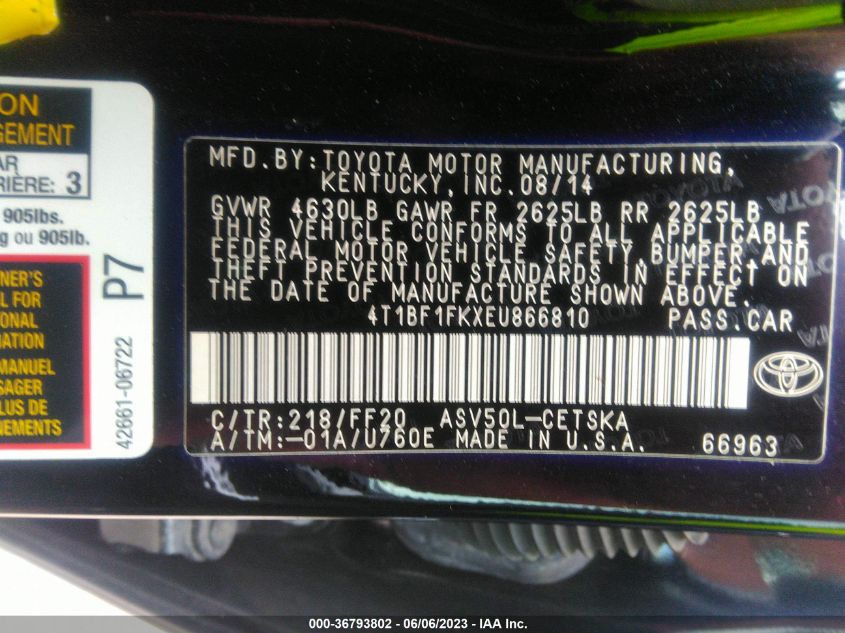 ON
GEMENT
AR
RIÈRE: 3
905lbs.
g ou 905lb.
NER'S
L FOR
ONAL
MATION
MANUEL
SAGER
LUS DE
NEMENTS
P7
42661-06722
MFD.BY:TOYOTA MOTOR MANUFACTURING,
KENTUCKY,INC.08/14
GVWR 4630LB GAWR FR 2625LB RR 2625LB
THIS VEHICLE CONFORMS TO ALL APPLICABLE
FEDERAL MOTOR VEHICLE SAFETY,BUMPER,AND
THEFT PREVENTION STANDARDS IN EFFECT ON
THE DATE OF MANUFACTURE SHOWN ABOVE.
4T1BF1FKXEU866810 PASS.CAR
C/TR:218/FF20 ASV50L-CETSKA
A/TM:-01A/U760E MADE IN U.S.A. 66963
000-36793802 - 06/06/2023 - IAA Inc.